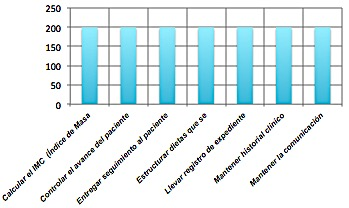 250
200
150
100
50
0
Calcular el IMC (Índice de Masa
Controlar el avance del paciente
Entregar seguimiento al paciente
Estructurar dietas que se
Llevar registro de expediente
Mantener historial clínico
Mantener la comunicación